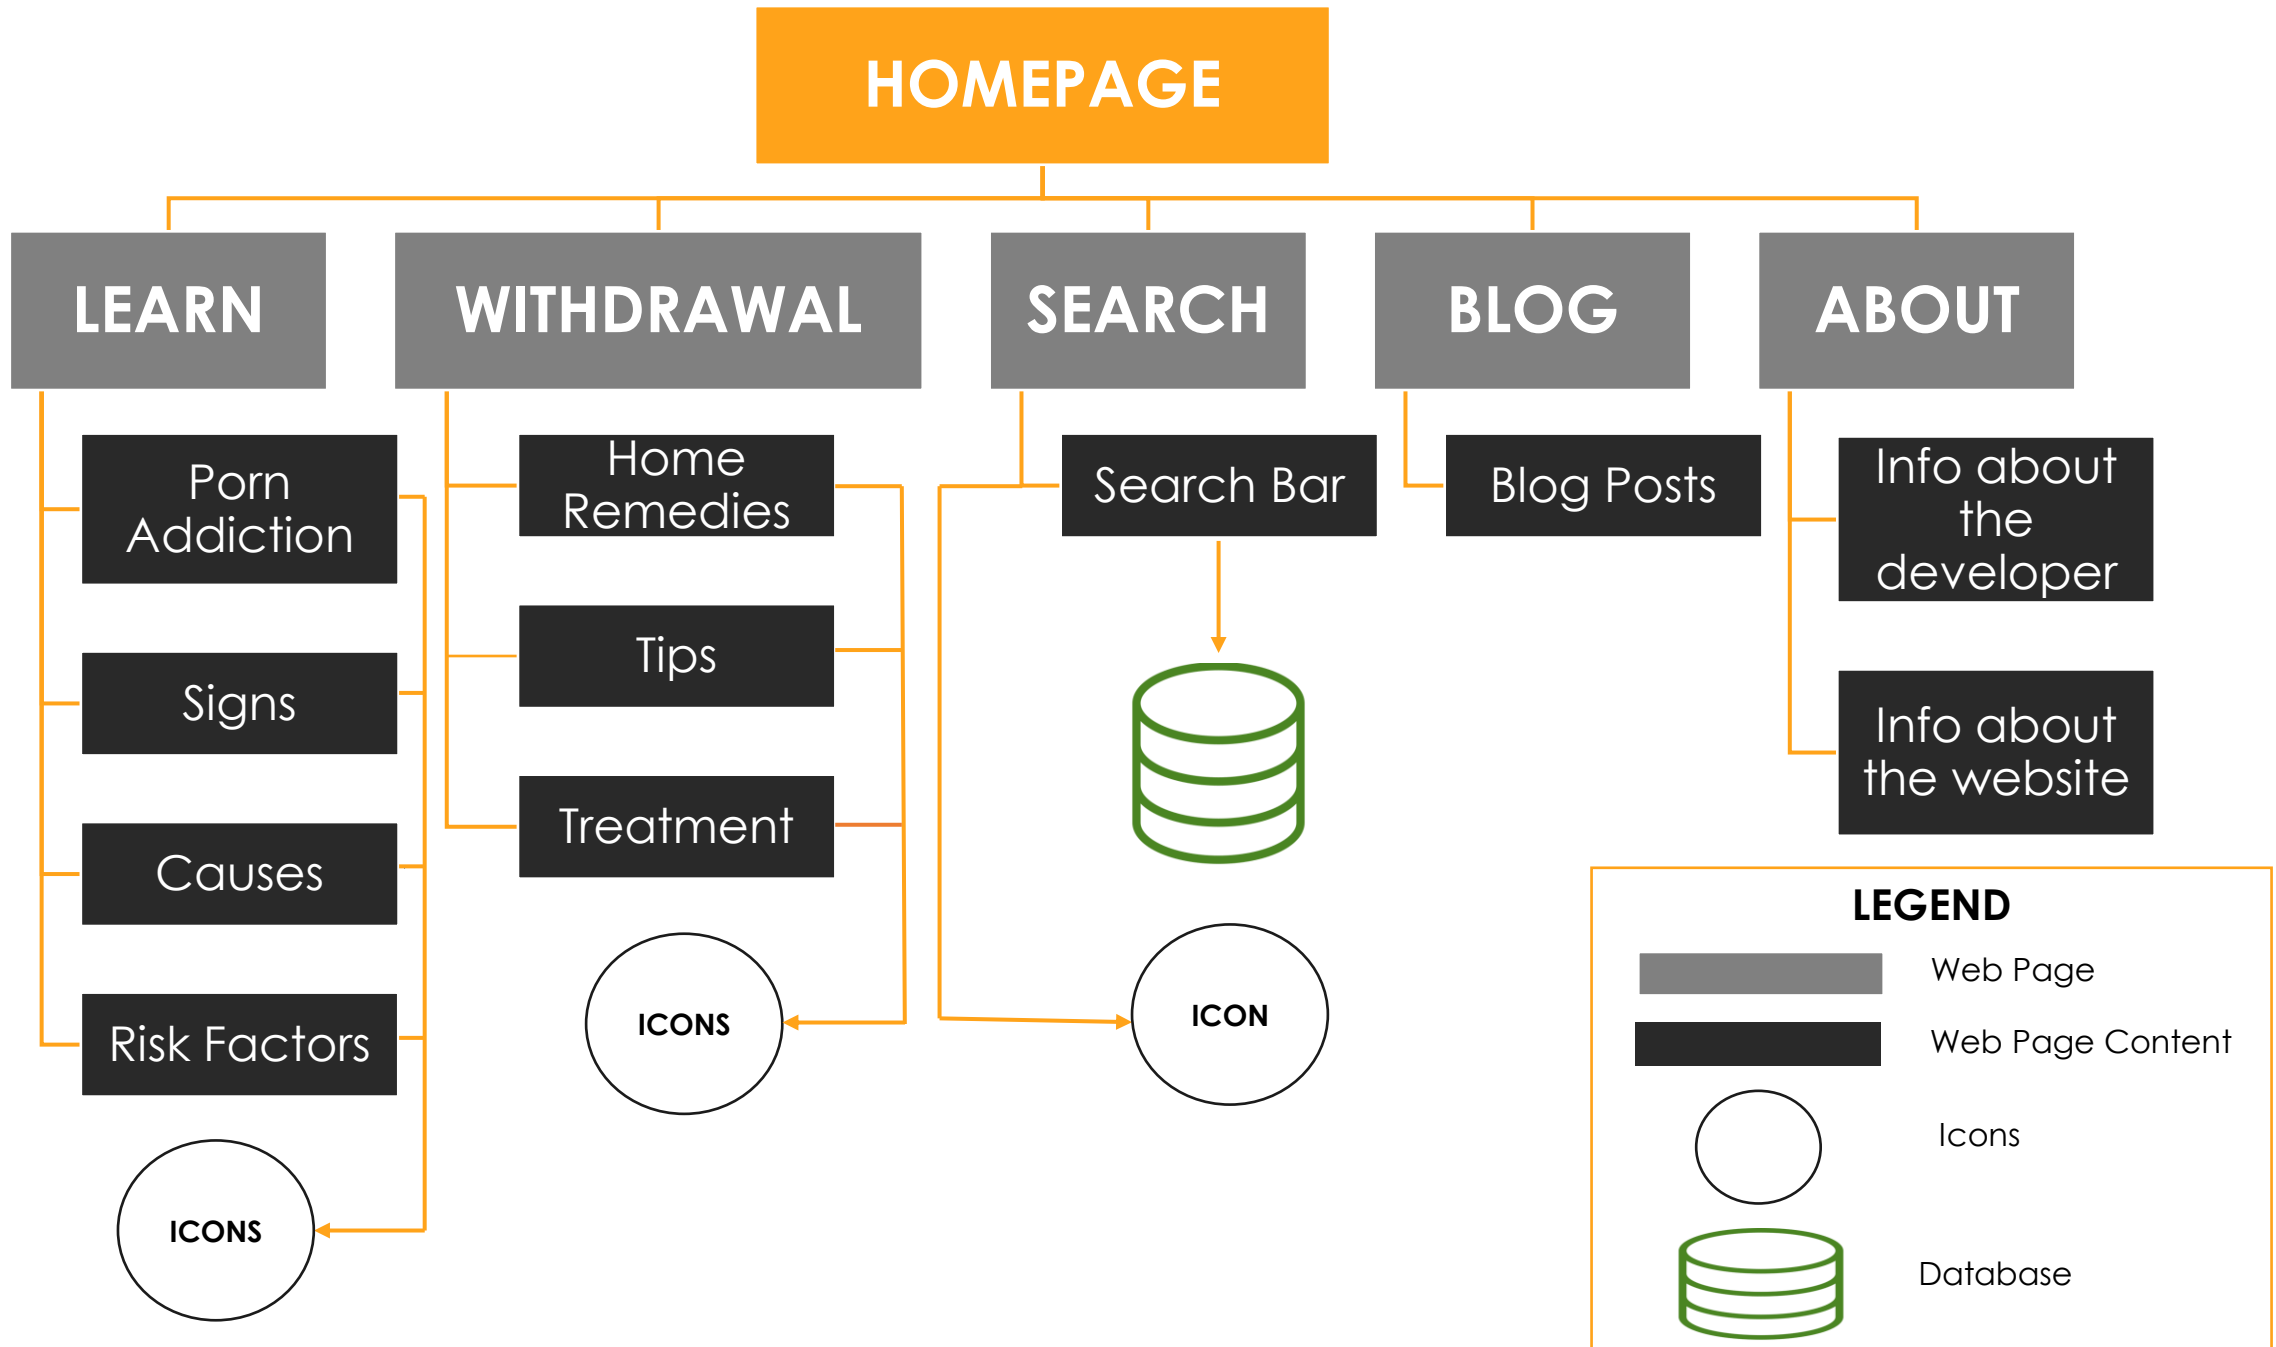 HOMEPAGE
LEARN
WITHDRAWAL
SEARCH
BLOG
ABOUT
Porn
Addiction
Signs
Causes
Risk Factors
ICONS
Home
Remedies
Tips
Treatment
ICONS
Search Bar
ICON
Blog Posts
Info about
the
developer
Info about
the website
LEGEND
Web Page
Web Page Content
Icons
Database